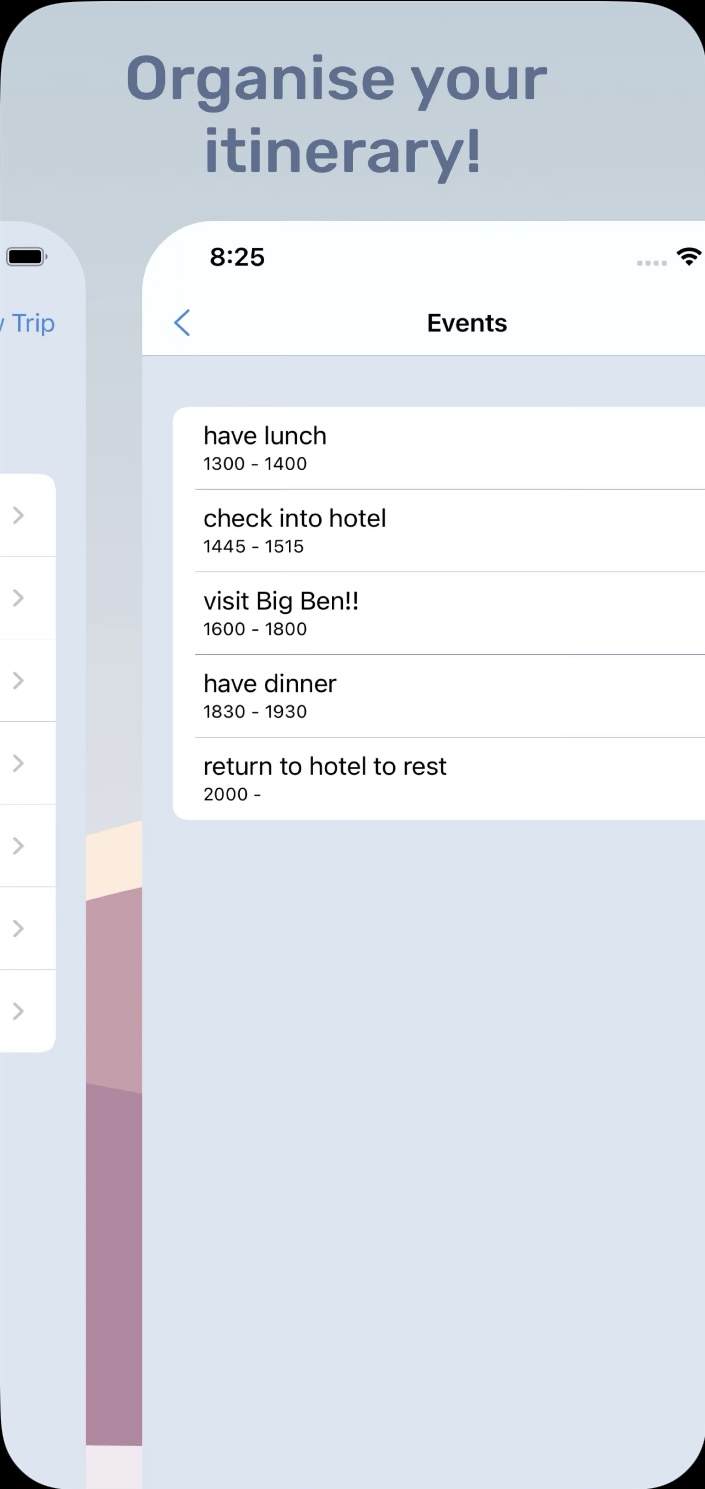 Organise your
itinerary!
8:25
Trip
Events
have lunch
1300 - 1400
check into hotel
1445 - 1515
visit Big Ben!!
1600 - 1800
have dinner
1830 - 1930
return to hotel to rest
2000 -